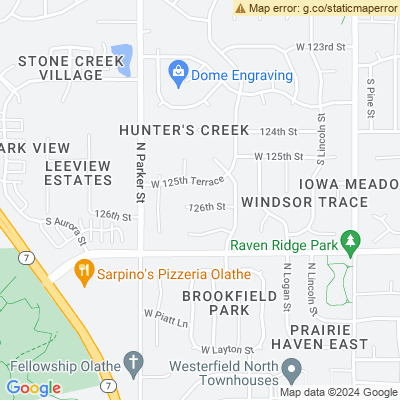 Map error: g.co/staticmaperror
W 123rd St
STONE CREEK
VILLAGE
Dome Engraving
S Pine St
HUNTER'S CREEK
124th St
S Lincoln St
ARK VIEW
W 125th St
LEEVIEW
ESTATES
N Parker St
W 125th Terrace
IOWA MEADO
WINDSOR TRACE
126th St
126th St
S Aurora St
Raven Ridge Park
7
Sarpino's Pizzeria Olathe
N Logan St
N Lincoln St
BROOKFIELD
PARK
W Piatt Ln
PRAIRIE
HAVEN EAST
W Layton St
Fellowship Olathe
Westerfield North
Townhouses
7
Google
Map data ©2024 Google